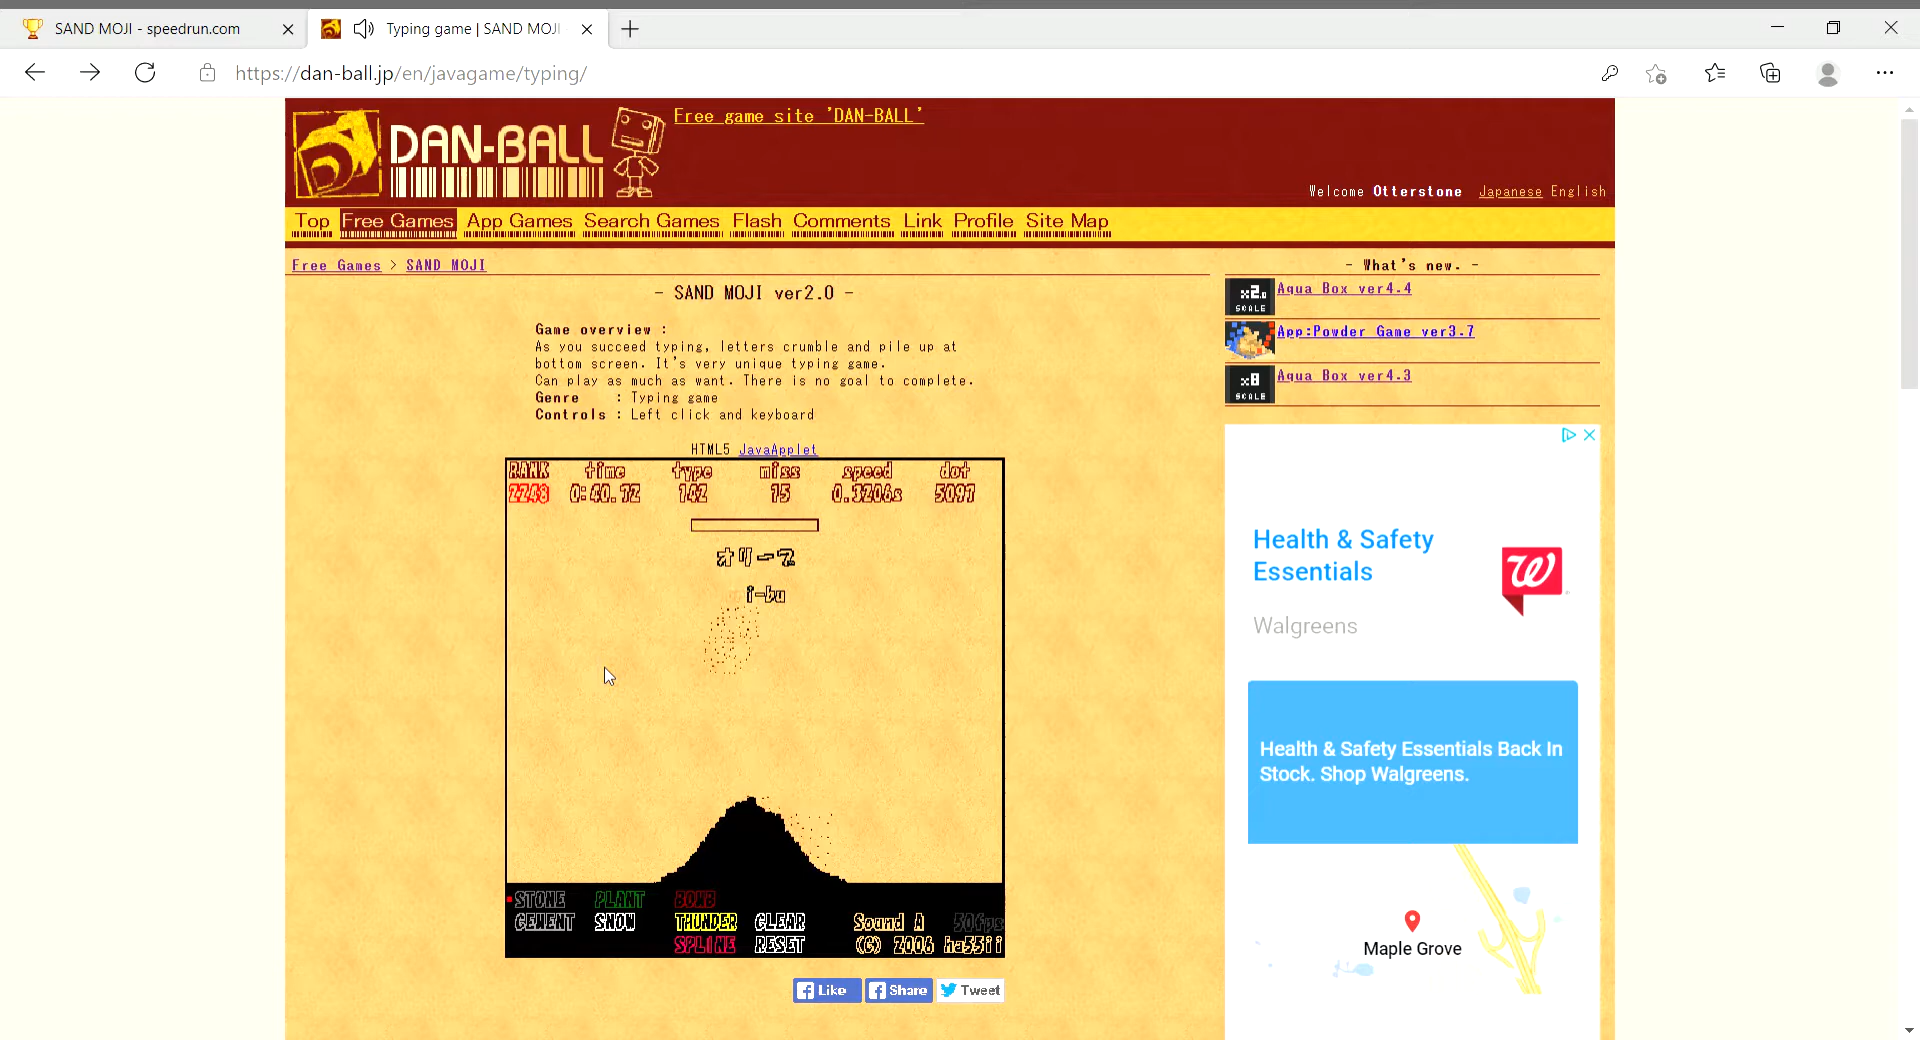 SAND MOJI - speedrun.com
Typing game | SAND MOJI
https://dan-ball.jp/en/javagame/typing/
DAN-BALL
Free game site 'DAN-BALL'
Welcome Otterstone Japanese English
Top Free Games App Games Search Games Flash Comments Link Profile Site Map
Free Games > SAND MOJI
- SAND MOJI ver2.0 -
Game overview :
As you succeed typing, letters crumble and pile up at
bottom screen. It's very unique typing game.
Can play as much as want. There is no goal to complete.
Genre : Typing game
Controls : Left click and keyboard
HTML5 JavaApplet
RANK time type miss speed dot
2248 0:40.72 142 15 0.3206s 5097
i-bu
STONE PLANT BOMB
CEMENT SNOW THUNDER CLEAR Sound A 50fps
SPLINE RESET (C) 2006 ha55ii
Like Share Tweet
- What's new. -
x2.0 SCALE
Aqua Box ver4.4
App:Powder Game ver3.7
x8 SCALE
Aqua Box ver4.3
Health & Safety
Essentials
W
Walgreens
Health & Safety Essentials Back In
Stock. Shop Walgreens.
Maple Grove